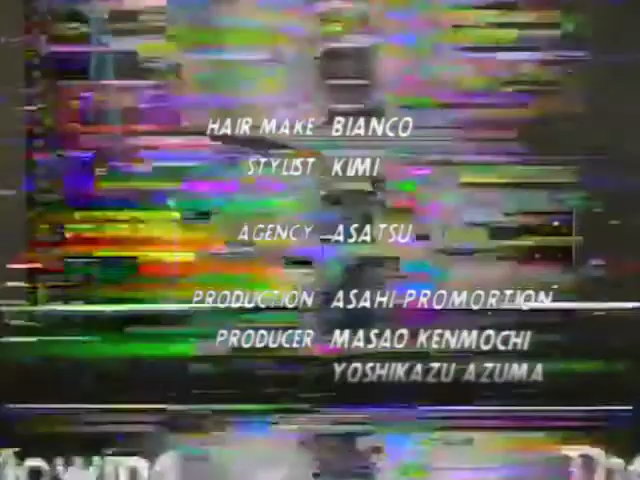 HAIR MAKE BIANCO
STYLIST KIMI
AGENCY ASATSU
PRODUCTION ASAHI PROMORTION
PRODUCER MASAO KENMOCHI
YOSHIKAZU AZUMA